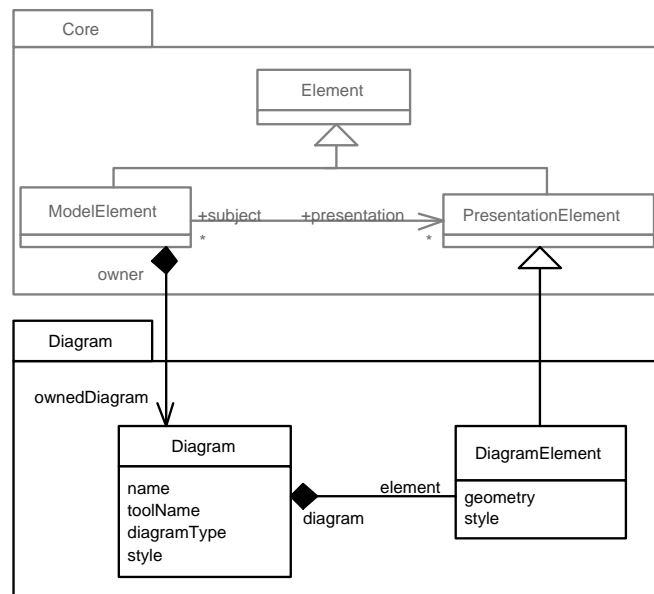 Core
Element
ModelElement
+subject +presentation
PresentationElement
* *
owner
Diagram
ownedDiagram
Diagram
name
toolName
diagramType
style
diagram
element
DiagramElement
geometry
style